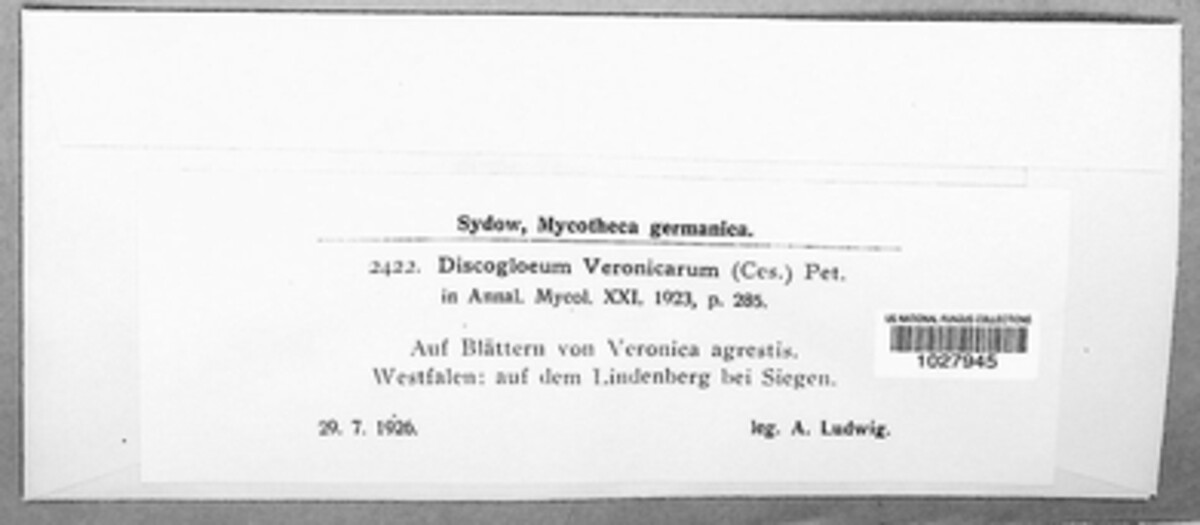 Sydow, Mycotheca germanica.
2422. Discogloeum Veronicarum (Ces.) Pet.
in Annal. Mycol. XXI. 1923, p. 285.
Auf Blättern von Veronica agrestis.
Westfalen: auf dem Lindenberg bei Siegen.
29. 7. 1926.
leg. A. Ludwig.
US NATIONAL FUNGUS COLLECTIONS
1027945